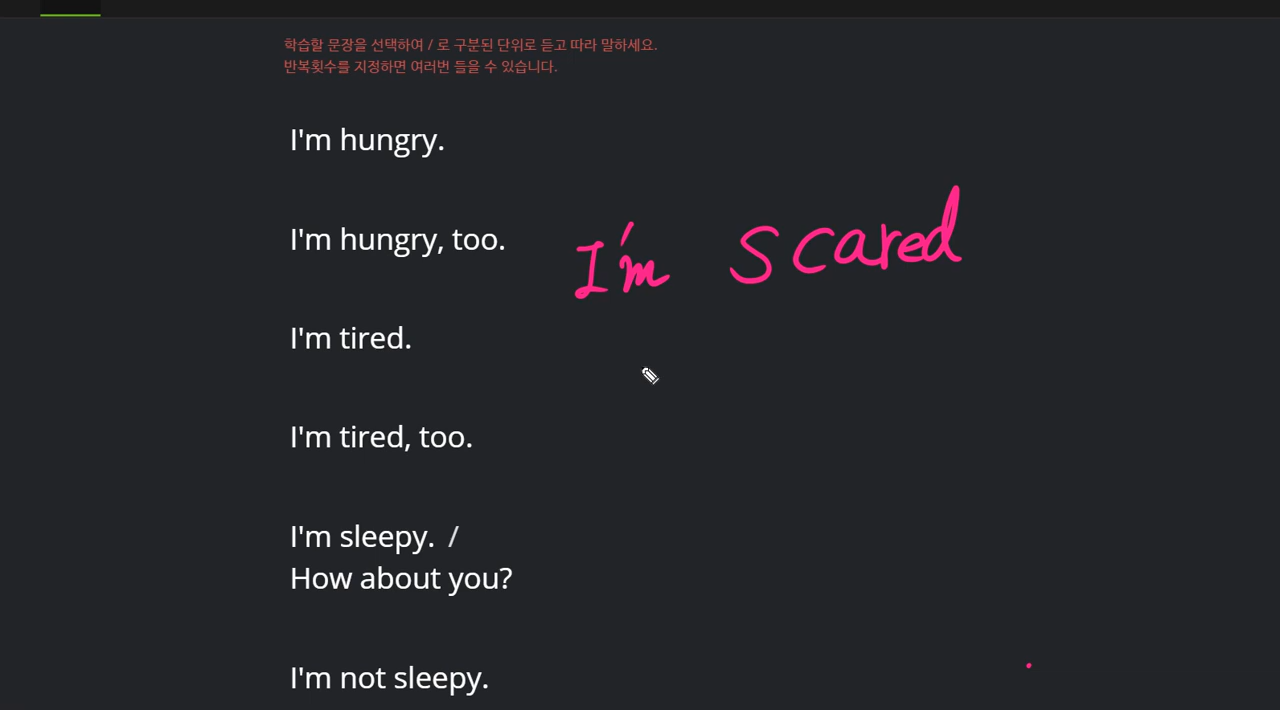 학습할 문장을 선택하여 / 로 구분된 단위로 듣고 따라 말하세요.
반복횟수를 지정하면 여러번 들을 수 있습니다.
I'm hungry.
I'm hungry, too.
I'm scared
I'm tired.
I'm tired, too.
I'm sleepy. /
How about you?
I'm not sleepy.